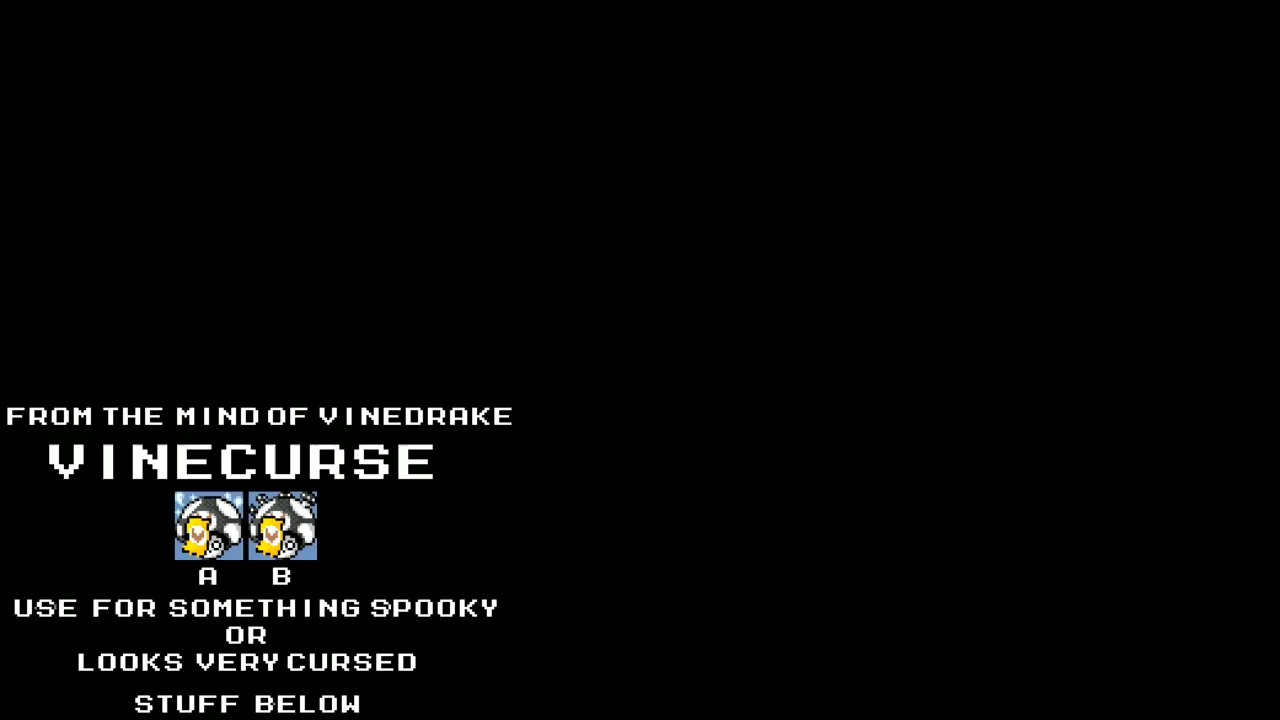 FROM THE MIND OF VINEDRAKE
VINECURSE
A B
USE FOR SOMETHING SPOOKY
OR
LOOKS VERY CURSED
STUFF BELOW